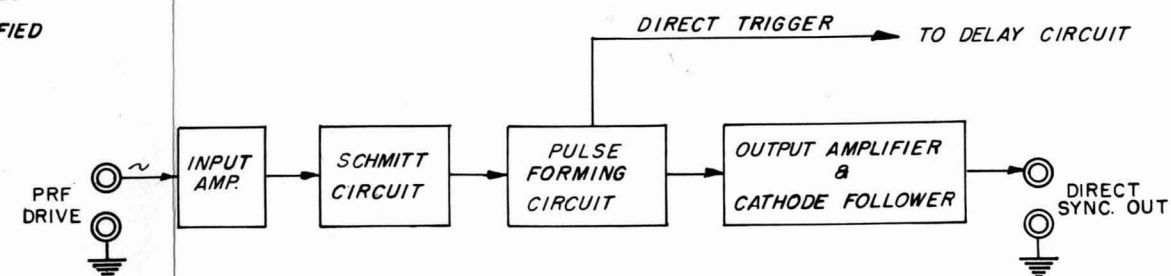 FIED
DIRECT TRIGGER
TO DELAY CIRCUIT
PRF
DRIVE
~
INPUT
AMP.
SCHMITT
CIRCUIT
PULSE
FORMING
CIRCUIT
OUTPUT AMPLIFIER
&
CATHODE FOLLOWER
DIRECT
SYNC. OUT